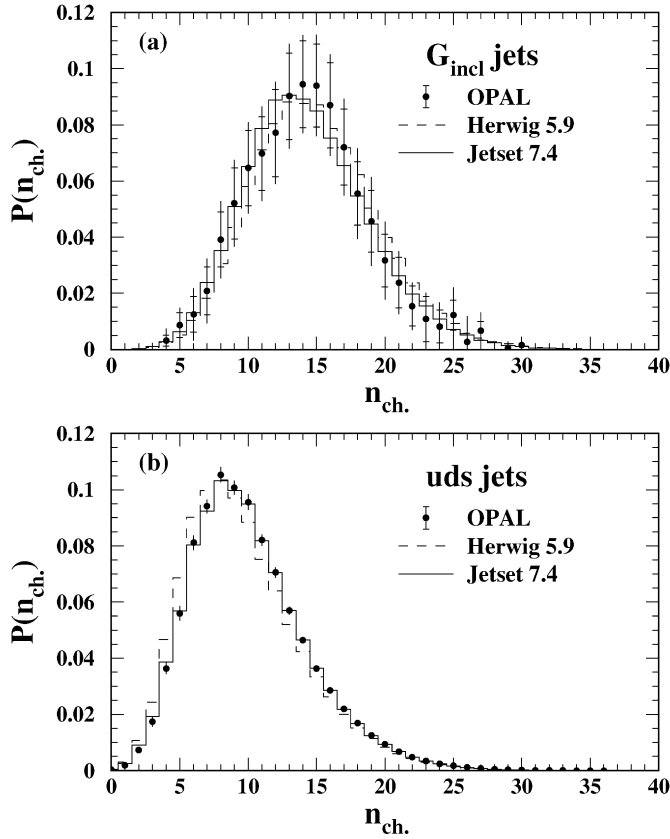 0.12
(a)
G_incl jets
0.1
OPAL
Herwig 5.9
Jetset 7.4
0.08
0.06
0.04
0.02
0
P(n_ch.)
0 5 10 15 20 25 30 35 40
n_ch.
0.12
(b)
uds jets
0.1
OPAL
Herwig 5.9
Jetset 7.4
0.08
0.06
0.04
0.02
0
P(n_ch.)
0 5 10 15 20 25 30 35 40
n_ch.